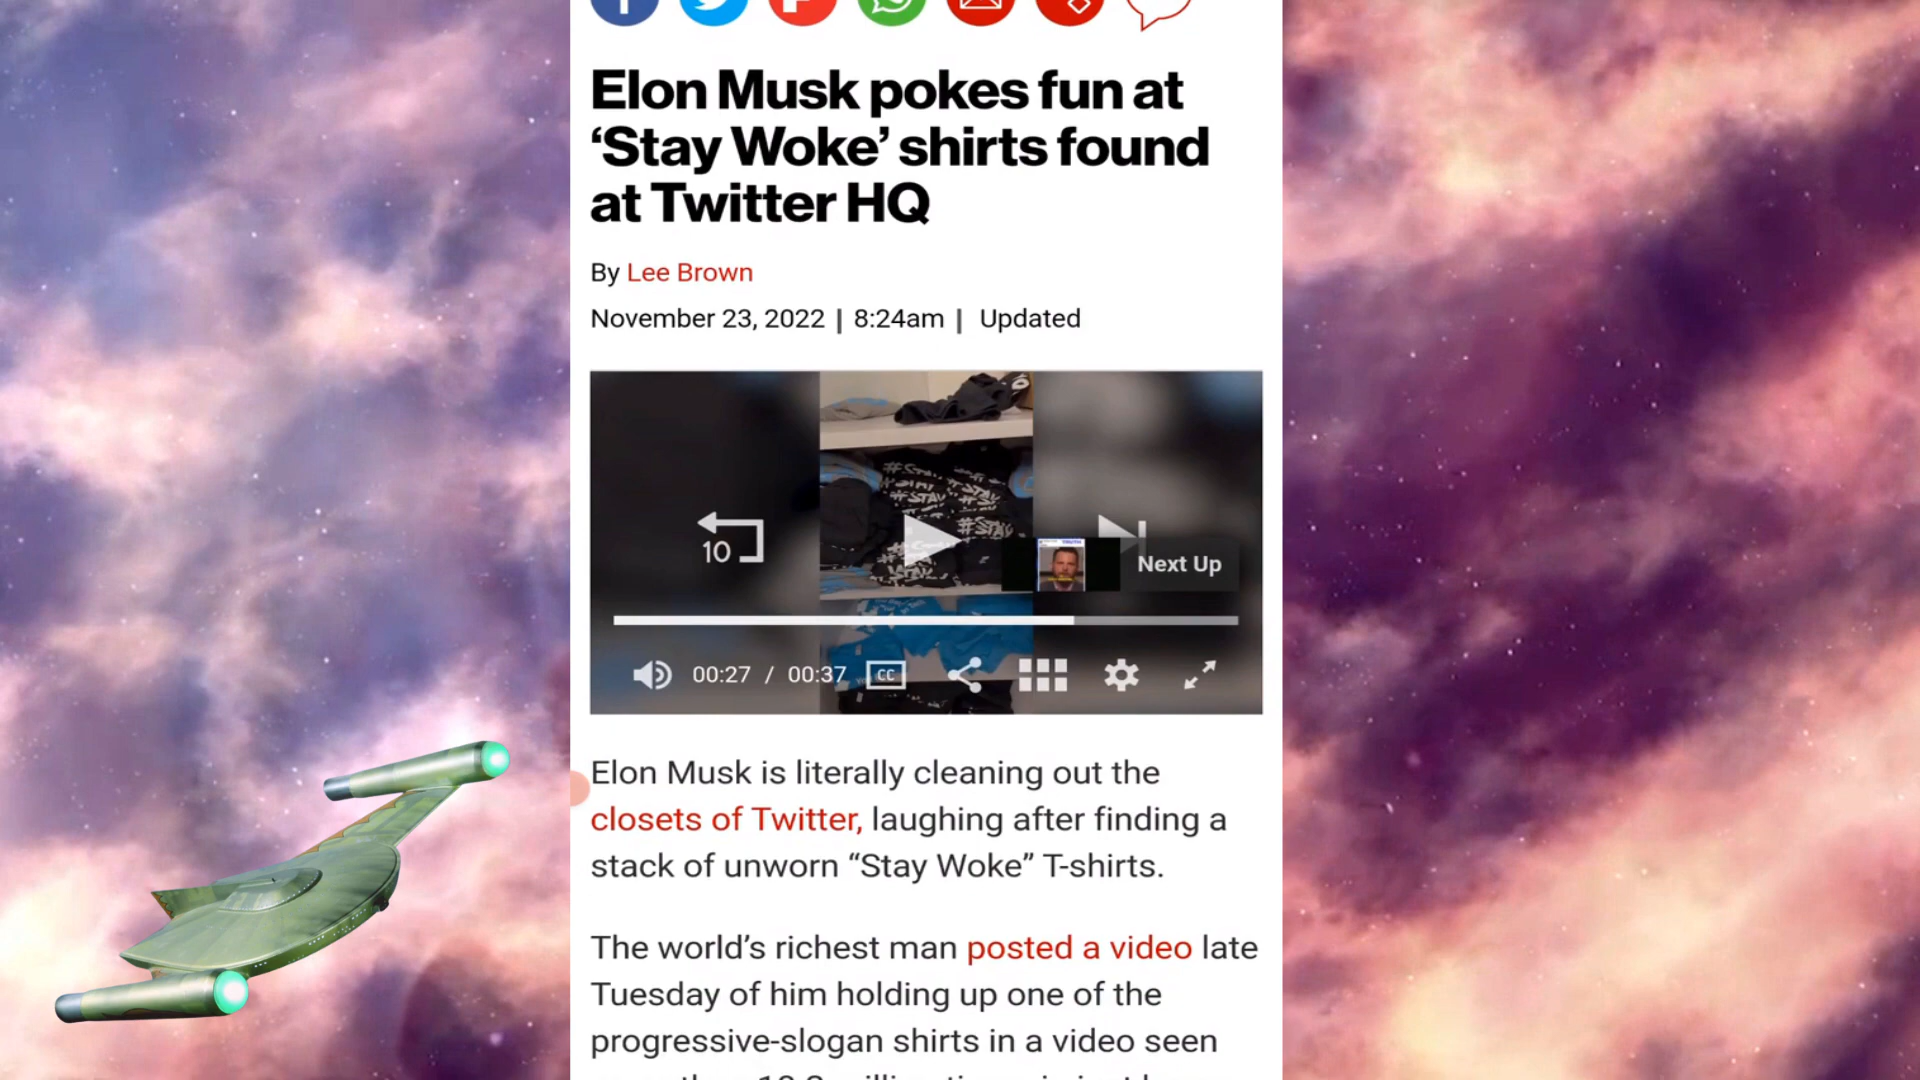 Elon Musk pokes fun at
‘Stay Woke’ shirts found
at Twitter HQ
By Lee Brown
November 23, 2022 | 8:24am | Updated
#STAY
#STAY
10
Next Up
00:27 / 00:37 CC
Elon Musk is literally cleaning out the
closets of Twitter, laughing after finding a
stack of unworn “Stay Woke” T-shirts.
The world’s richest man posted a video late
Tuesday of him holding up one of the
progressive-slogan shirts in a video seen